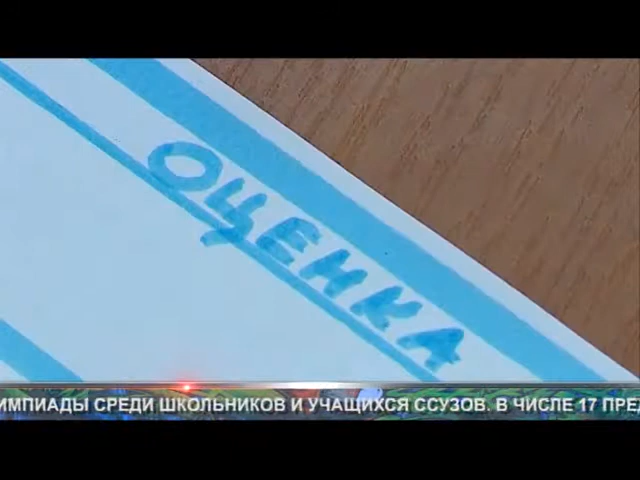 ОЦЕНКА
ИМПИАДЫ СРЕДИ ШКОЛЬНИКОВ И УЧАЩИХСЯ ССУЗОВ. В ЧИСЛЕ 17 ПРЕД